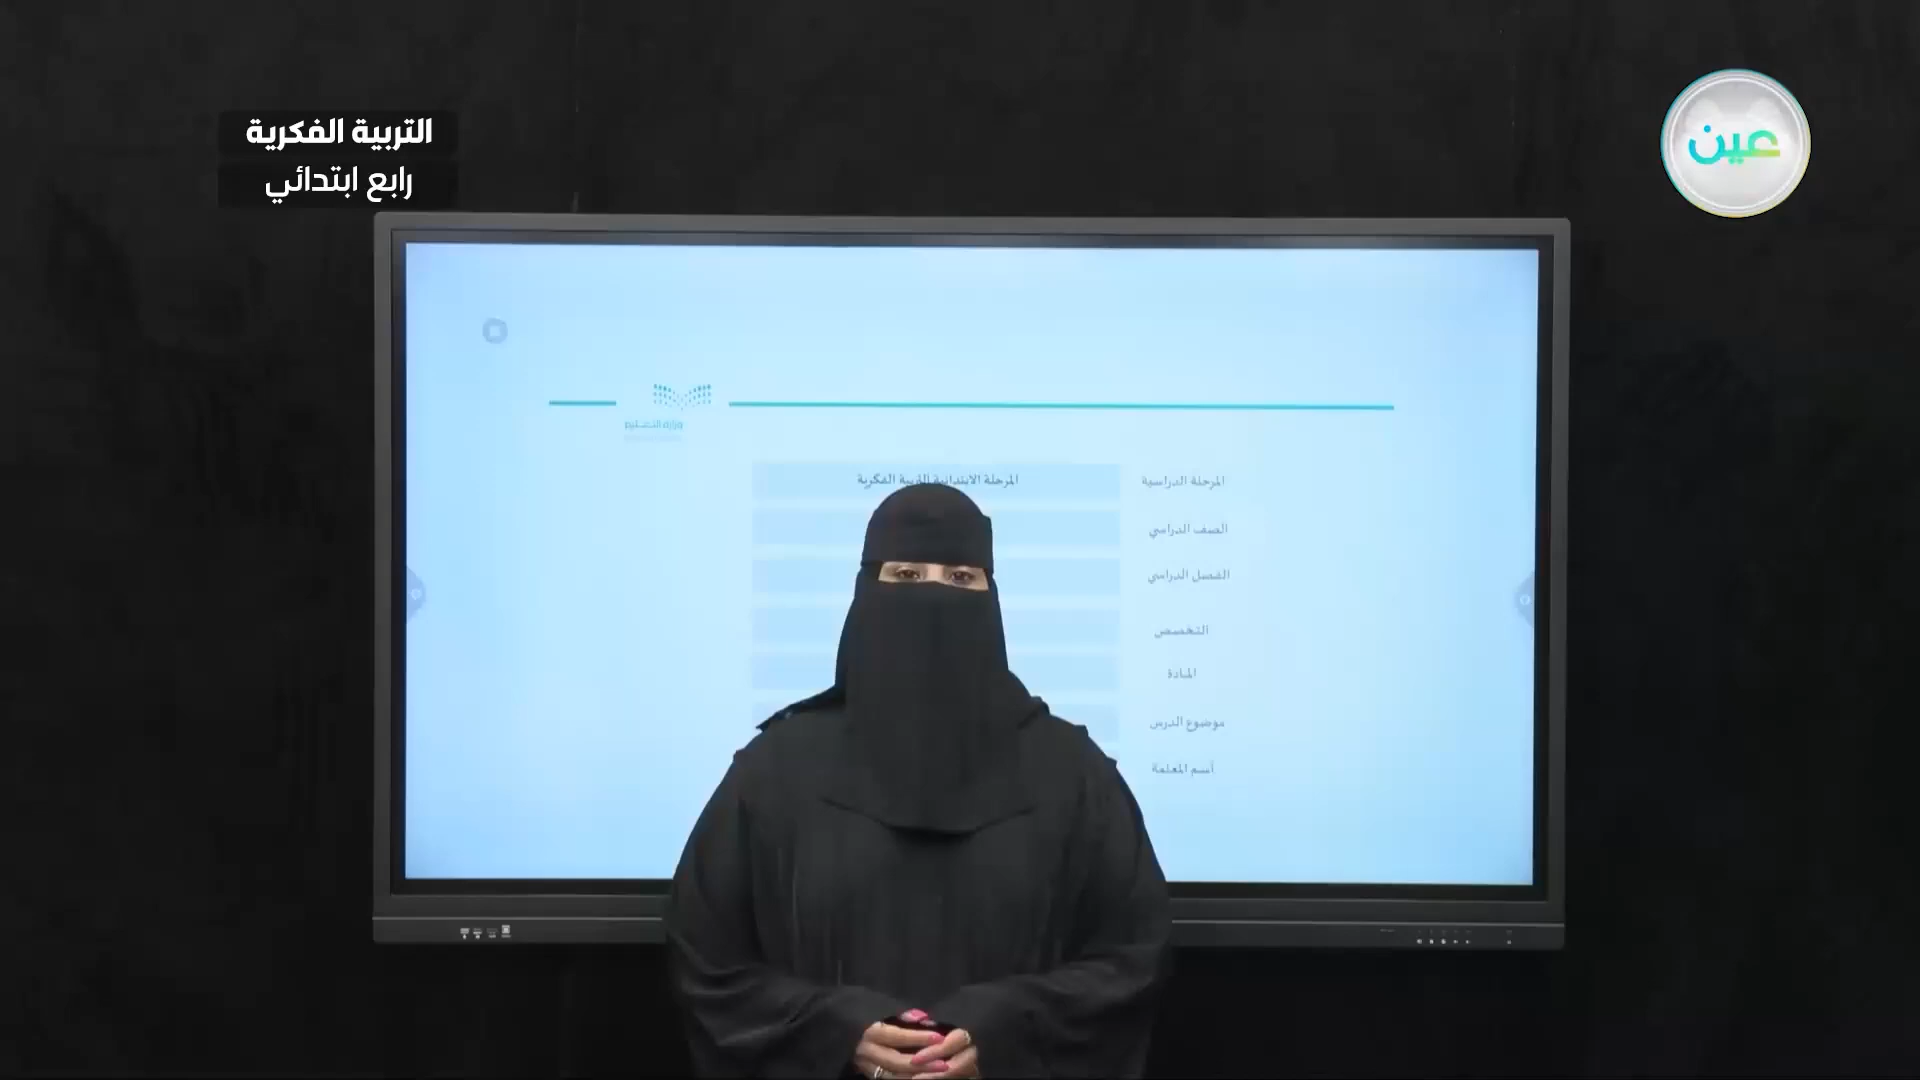 التربية الفكرية
رابع ابتدائي
عين
وزارة التعليم
المرحلة الدراسية
المرحلة الابتدائية التربية الفكرية
الصف الدراسي
الفصل الدراسي
التخصص
المادة
موضوع الدرس
أسم المعلمة